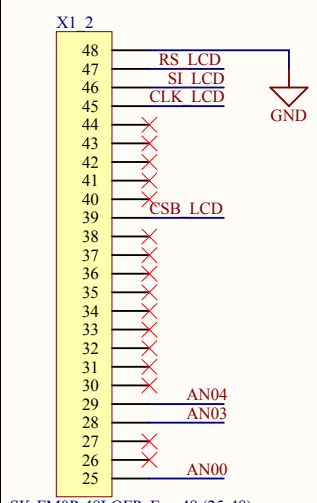 X1_2
48
47 RS_LCD
46 SI_LCD
45 CLK_LCD
GND
44
43
42
41
40
39 CSB_LCD
38
37
36
35
34
33
32
31
30
29 AN04
28 AN03
27
26
25 AN00